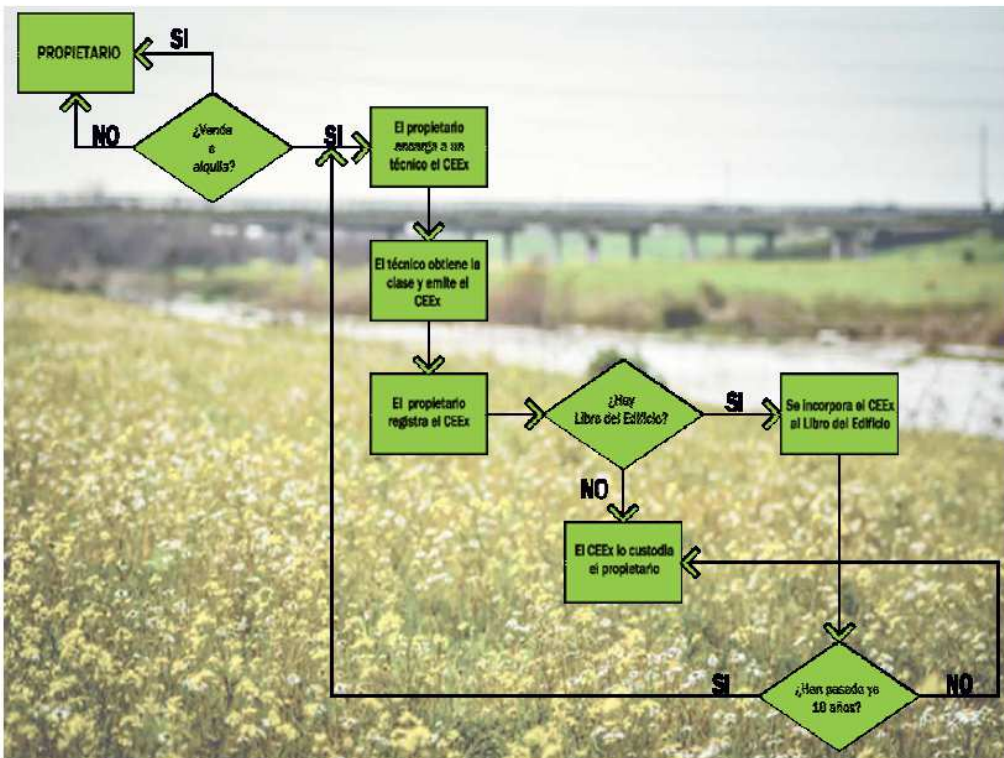 PROPIETARIO
SI
NO
¿Vende
o
alquila?
SI
El propietario
encarga a un
técnico el CEEx
El técnico obtiene la
clase y emite el
CEEx
El propietario
registra el CEEx
¿Hay
Libro del Edificio?
SI
Se incorpora el CEEx
al Libro del Edificio
NO
El CEEx lo custodia
el propietario
SI
¿Han pasado ya
10 años?
NO